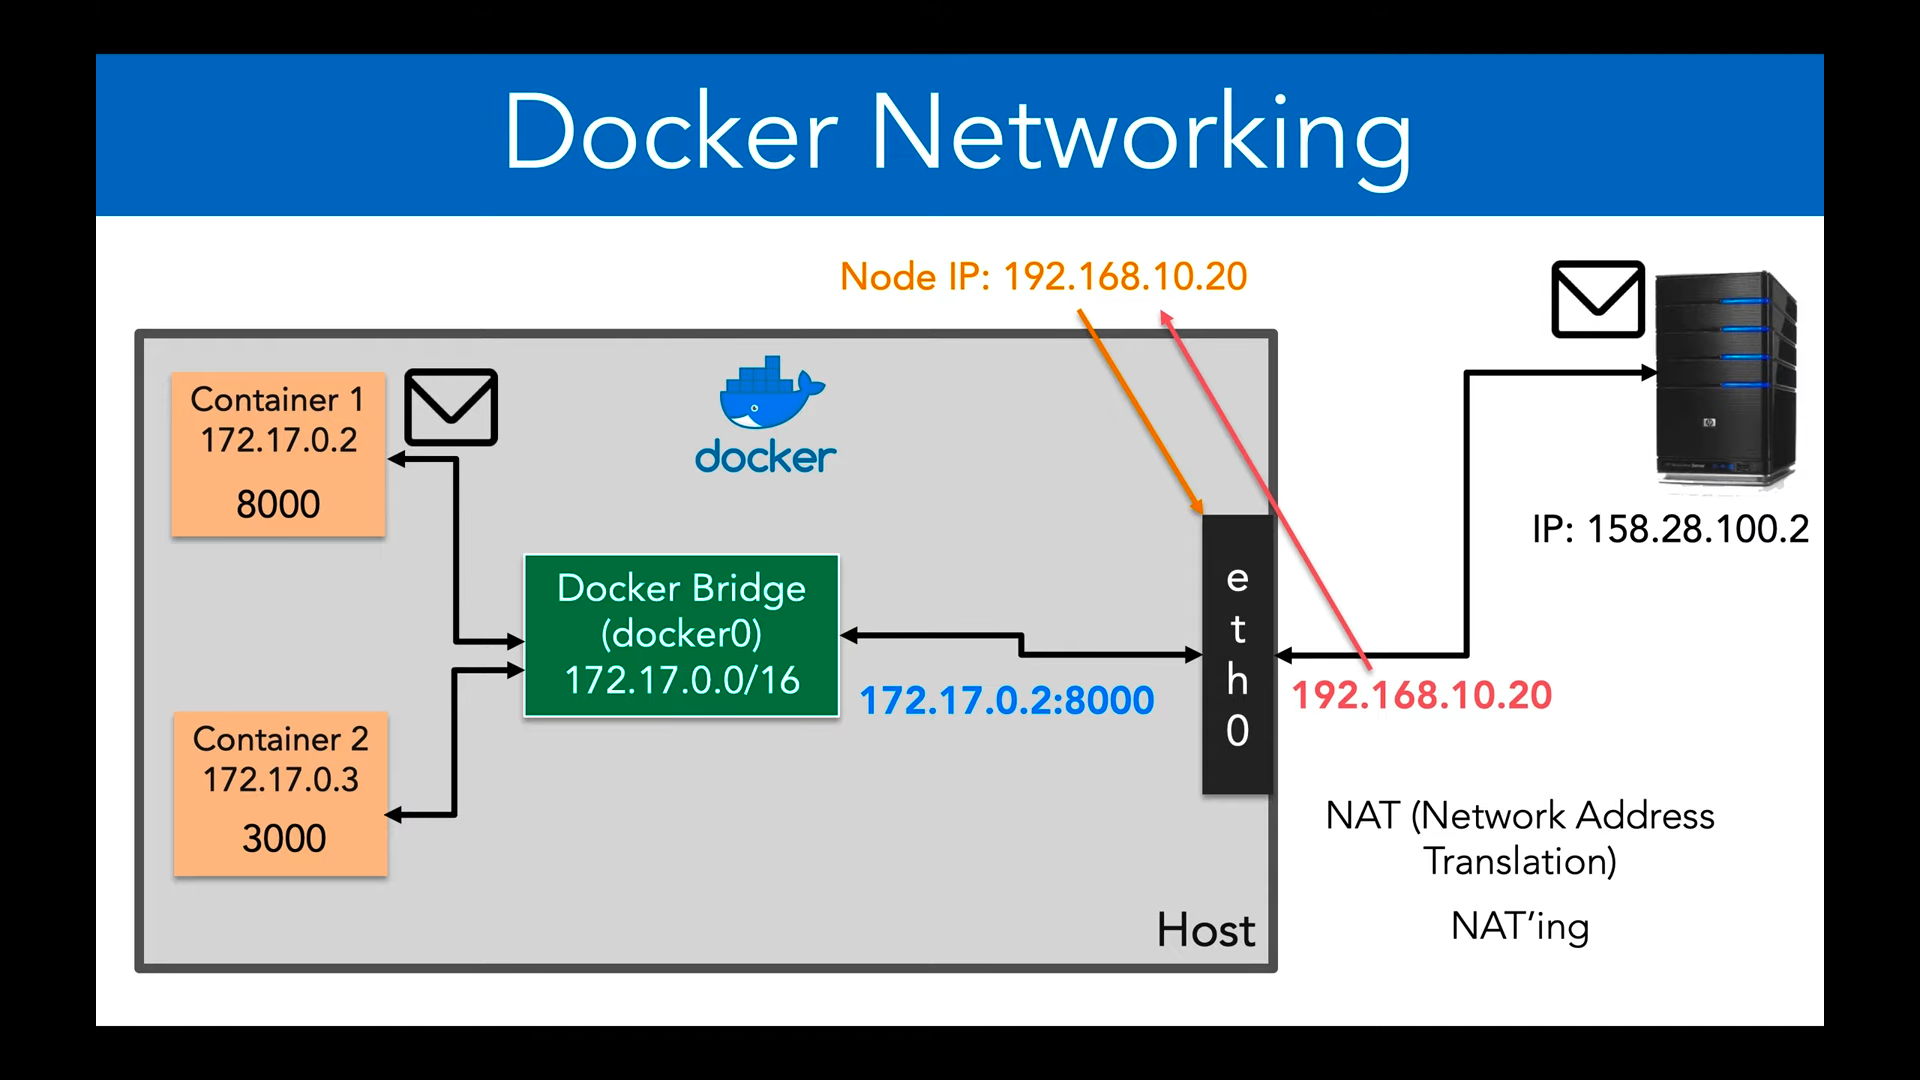 Docker Networking
Node IP: 192.168.10.20
Container 1
172.17.0.2
8000
docker
IP: 158.28.100.2
Docker Bridge
(docker0)
172.17.0.0/16
172.17.0.2:8000
e
t
h
0
192.168.10.20
Container 2
172.17.0.3
3000
NAT (Network Address
Translation)
NAT’ing
Host